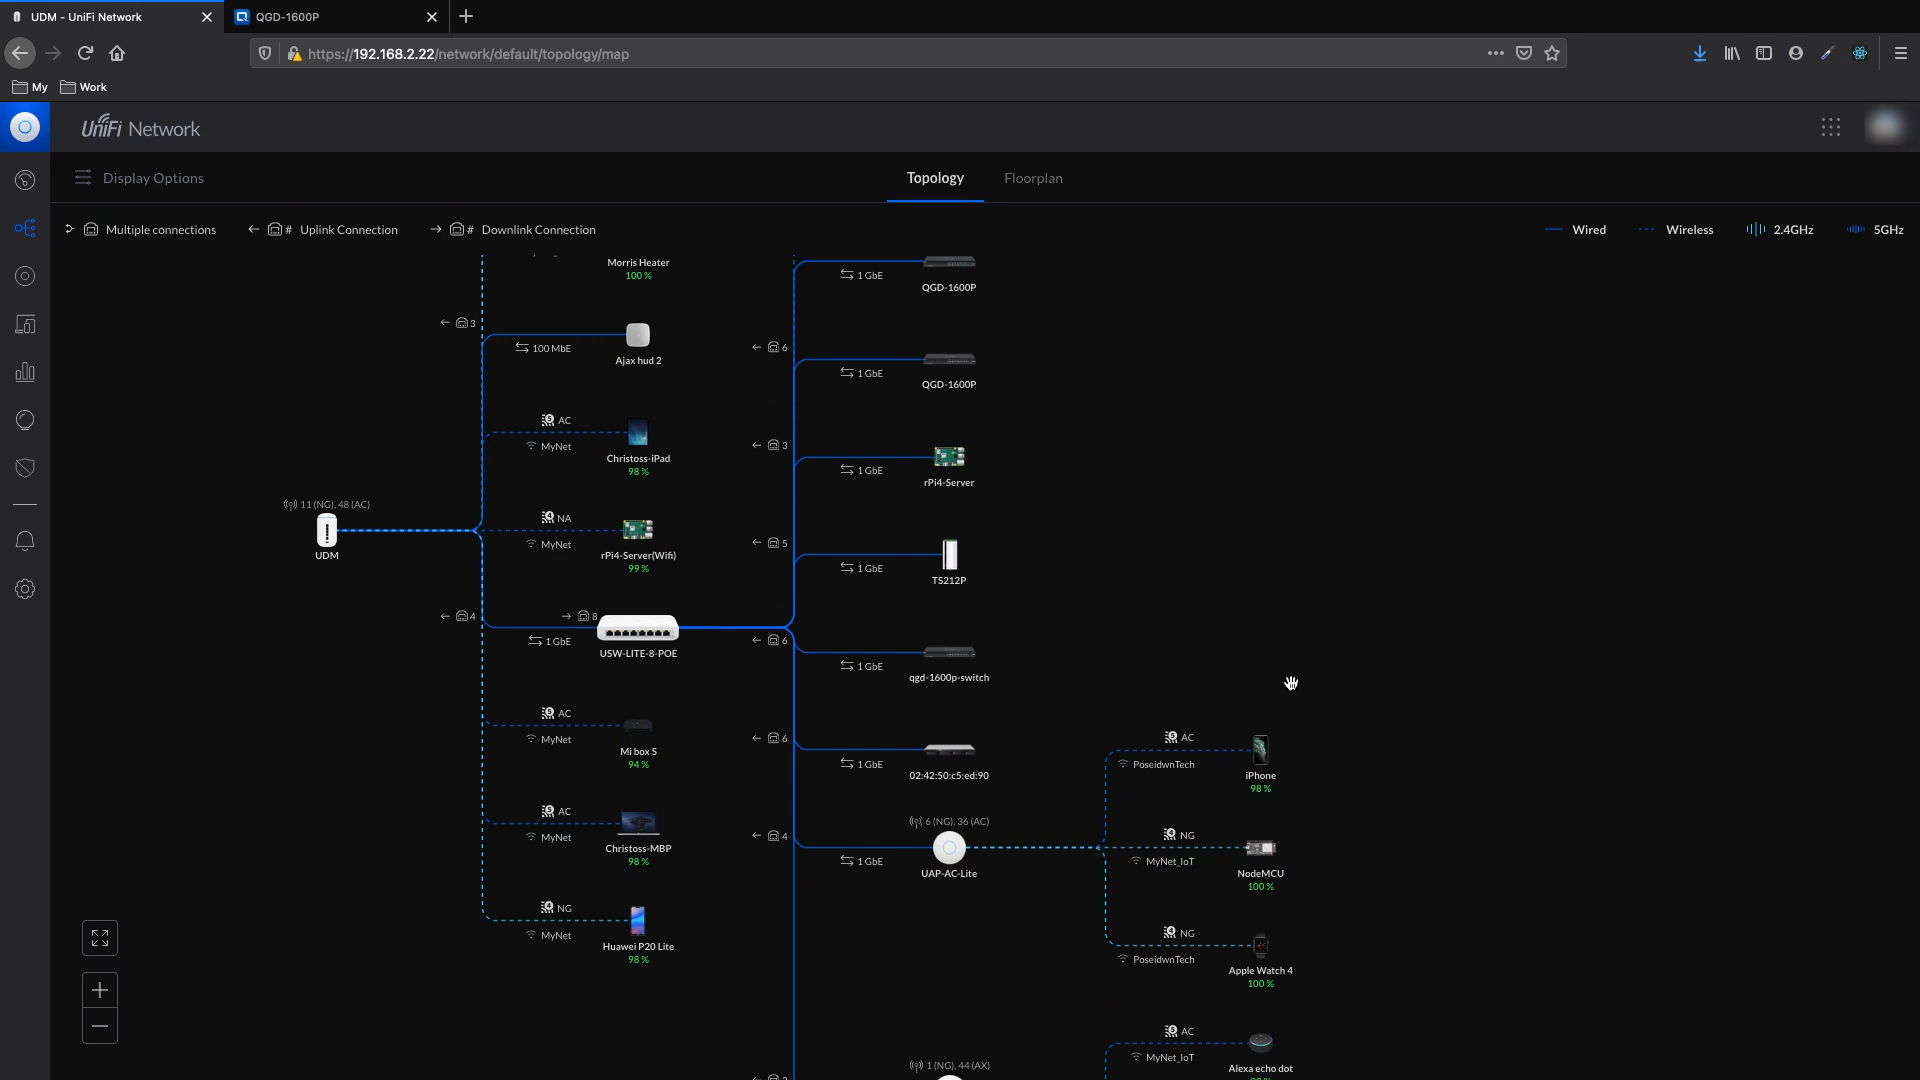 UDM - UniFi Network
QGD-1600P
https://192.168.2.22/network/default/topology/map
My
Work
UniFi Network
Display Options
Topology
Floorplan
Multiple connections
# Uplink Connection
# Downlink Connection
Wired
Wireless
2.4GHz
5GHz
Morris Heater
100 %
1 GbE
QGD-1600P
3
100 MbE
Ajax hud 2
6
1 GbE
QGD-1600P
AC
MyNet
Christoss-iPad
98 %
3
1 GbE
rPi4-Server
11 (NG), 48 (AC)
UDM
NA
MyNet
rPi4-Server(Wifi)
99 %
5
1 GbE
TS212P
4
8
1 GbE
USW-LITE-8-POE
6
1 GbE
qgd-1600p-switch
AC
MyNet
Mi box S
94 %
6
1 GbE
02:42:50:c5:ed:90
AC
PoseidwnTech
iPhone
98 %
AC
MyNet
Christoss-MBP
98 %
4
6 (NG), 36 (AC)
1 GbE
UAP-AC-Lite
NG
MyNet_IoT
NodeMCU
100 %
NG
MyNet
Huawei P20 Lite
98 %
NG
PoseidwnTech
Apple Watch 4
100 %
1 (NG), 44 (AX)
AC
MyNet_IoT
Alexa echo dot